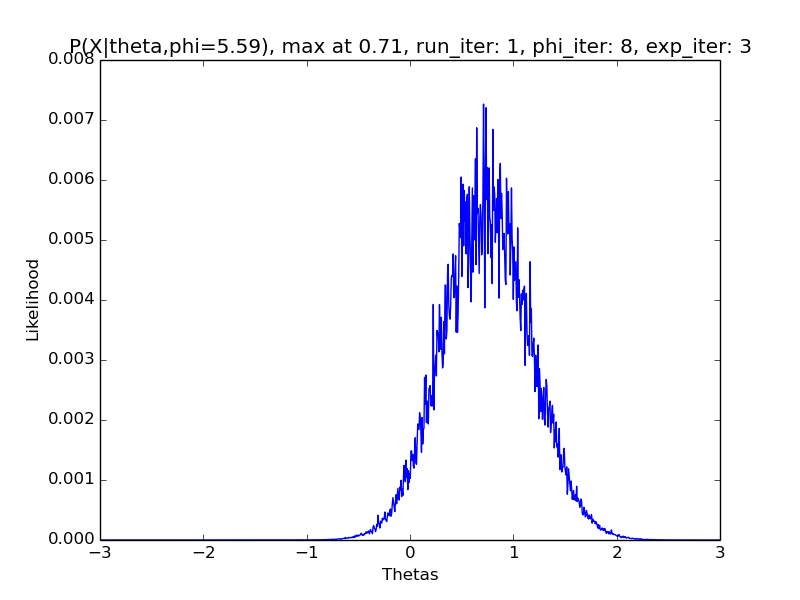 P(X|theta,phi=5.59), max at 0.71, run_iter: 1, phi_iter: 8, exp_iter: 3
0.008
0.007
0.006
0.005
0.004
0.003
0.002
0.001
0.000
Likelihood
−3 −2 −1 0 1 2 3
Thetas